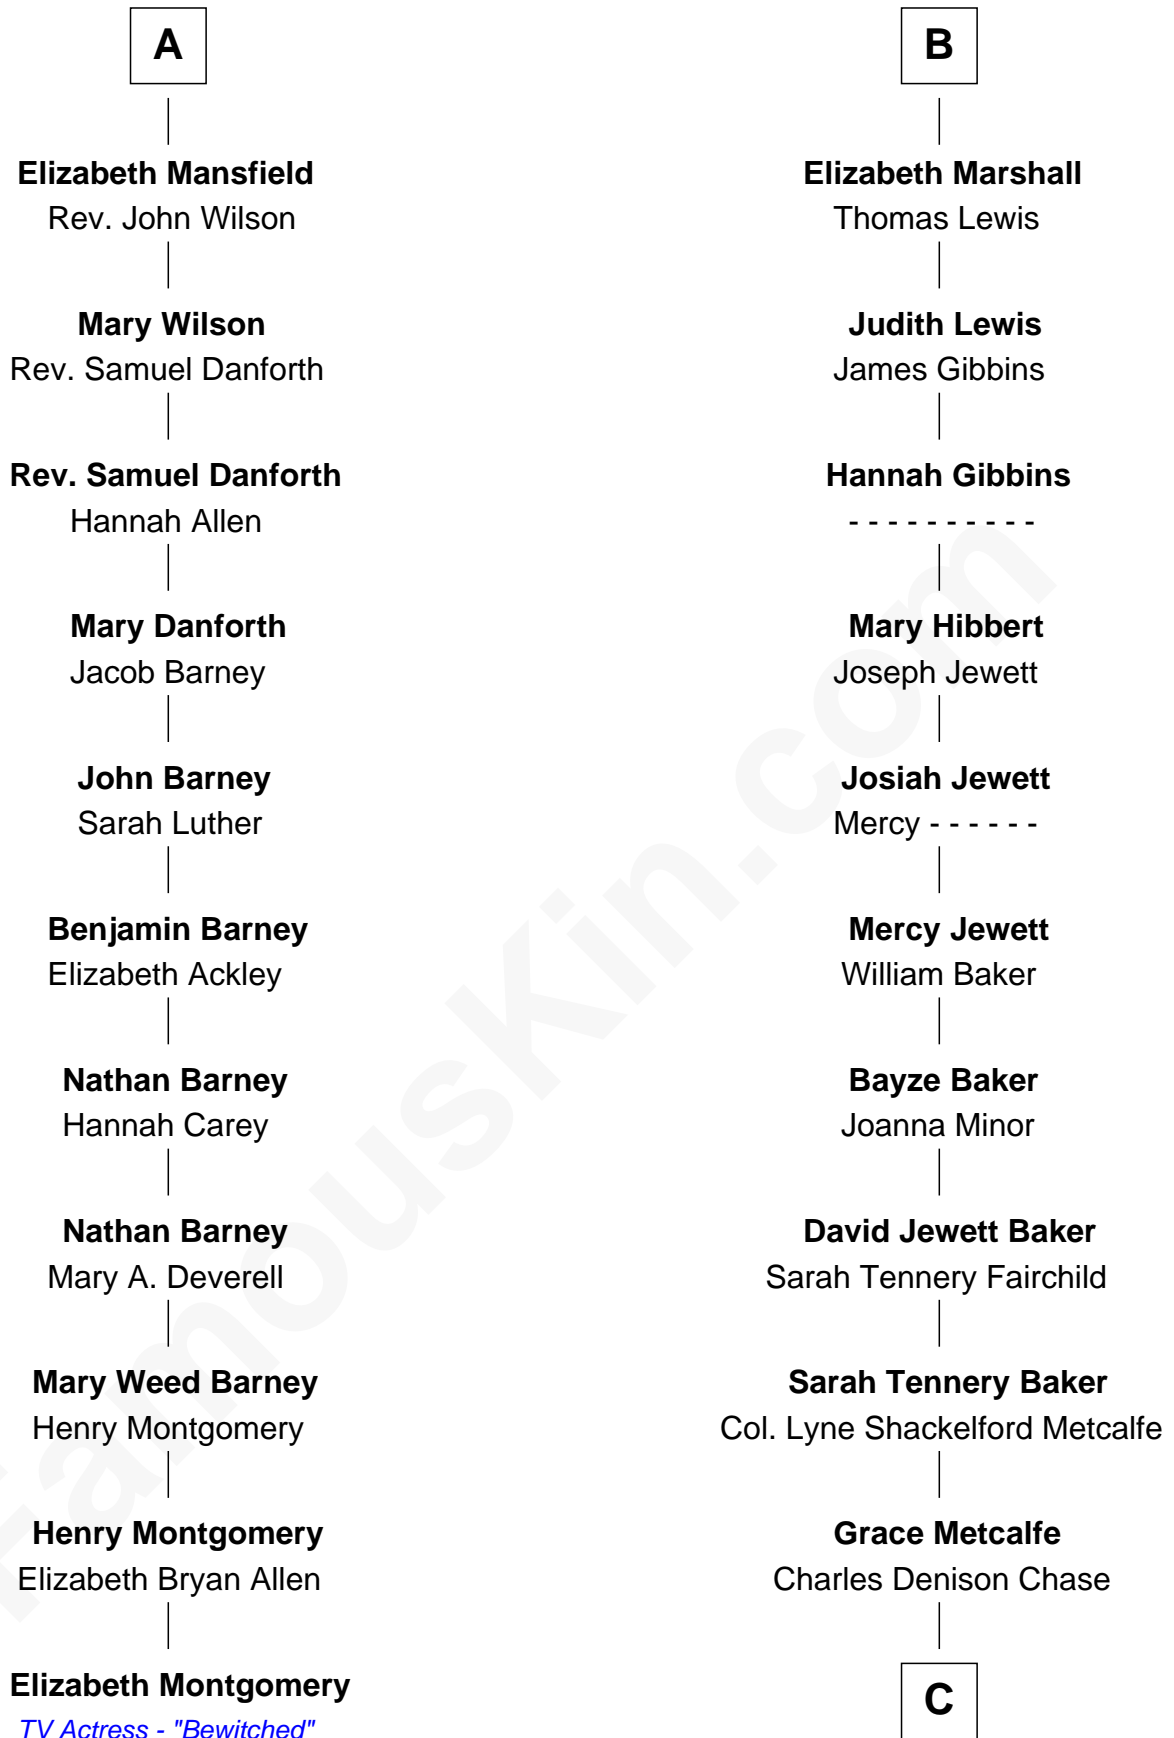 A
Elizabeth Mansfield
Rev. John Wilson
Mary Wilson
Rev. Samuel Danforth
Rev. Samuel Danforth
Hannah Allen
Mary Danforth
Jacob Barney
John Barney
Sarah Luther
Benjamin Barney
Elizabeth Ackley
Nathan Barney
Hannah Carey
Nathan Barney
Mary A. Deverell
Mary Weed Barney
Henry Montgomery
Henry Montgomery
Elizabeth Bryan Allen
Elizabeth Montgomery
TV Actress - "Bewitched"
B
Elizabeth Marshall
Thomas Lewis
Judith Lewis
James Gibbins
Hannah Gibbins
- - - - - - - - - -
Mary Hibbert
Joseph Jewett
Josiah Jewett
Mercy - - - - - -
Mercy Jewett
William Baker
Bayze Baker
Joanna Minor
David Jewett Baker
Sarah Tennery Fairchild
Sarah Tennery Baker
Col. Lyne Shackelford Metcalfe
Grace Metcalfe
Charles Denison Chase
C
FamousKin.com